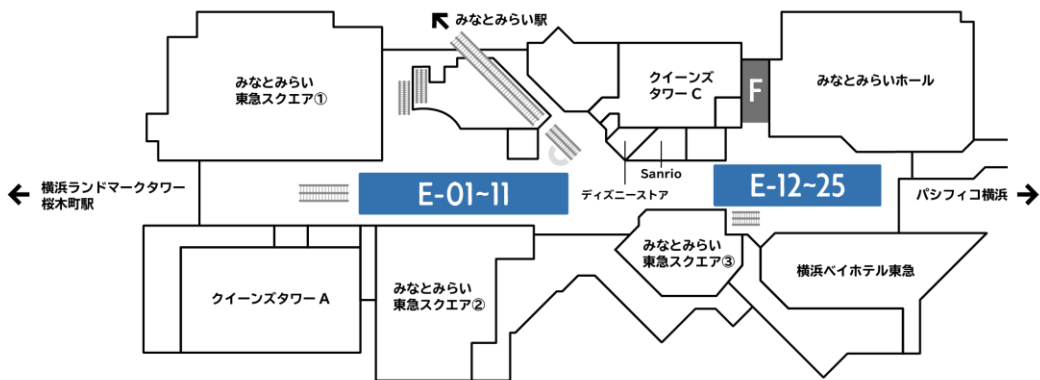 みなとみらい駅
みなとみらい
東急スクエア①
クイーンズ
タワー C
F
みなとみらいホール
横浜ランドマークタワー
桜木町駅
E-01~11
ディズニーストア
Sanrio
E-12~25
パシフィコ横浜
クイーンズタワー A
みなとみらい
東急スクエア②
みなとみらい
東急スクエア③
横浜ベイホテル東急